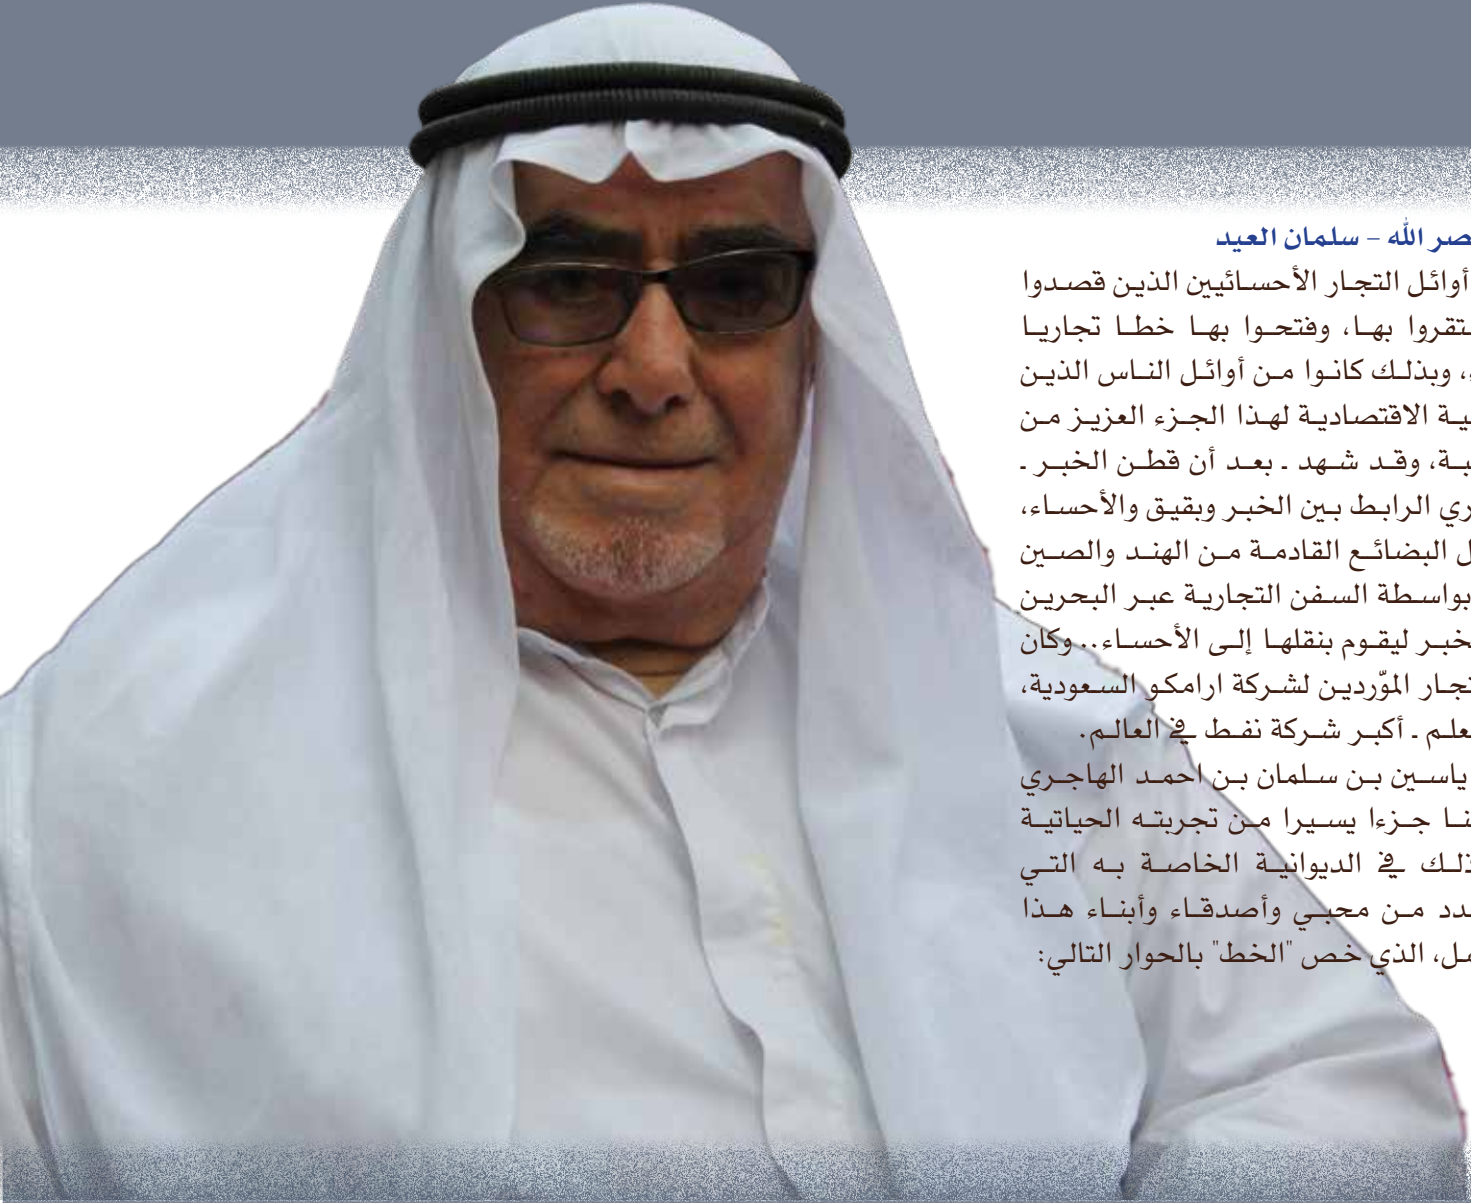 صر الله – سلمان العيد
أوائل التجار الأحسائيين الذين قصدوا
ستقروا بها، وفتحوا بها خطا تجاريا
، وبذلك كانوا من أوائل الناس الذين
ية الاقتصادية لهذا الجزء العزيز من
بة، وقد شهد ـ بعد أن قطن الخبر ـ
ري الرابط بين الخبر وبقيق والأحساء،
ل البضائع القادمة من الهند والصين
بواسطة السفن التجارية عبر البحرين
خبر ليقوم بنقلها إلى الأحساء.. وكان
تجار المورّدين لشركة ارامكو السعودية،
علم ـ أكبر شركة نفط في العالم.
ياسين بن سلمان بن احمد الهاجري
نا جزءا يسيرا من تجربته الحياتية
ذلك في الديوانية الخاصة به التي
دد من محبي وأصدقاء وأبناء هذا
مل، الذي خص "الخط" بالحوار التالي: